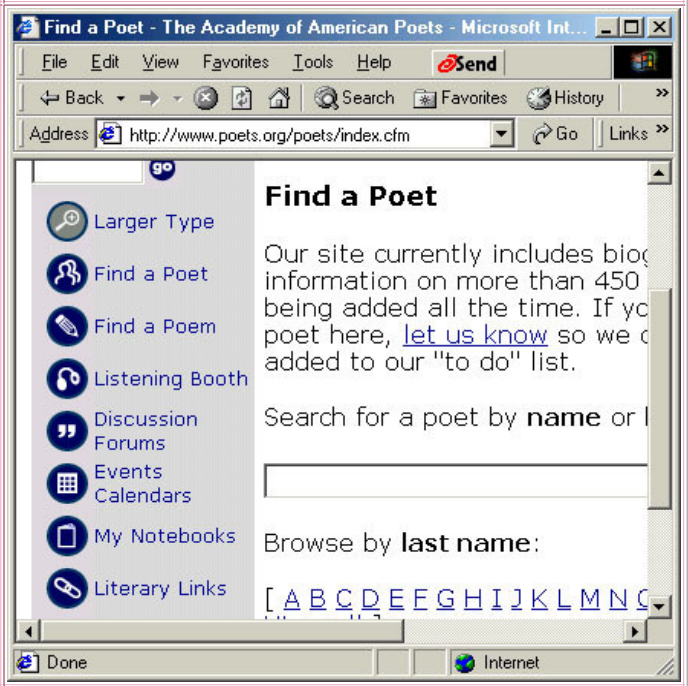 Find a Poet - The Academy of American Poets - Microsoft Int...
File Edit View Favorites Tools Help eSend
Back Search Favorites History »
Address http://www.poets.org/poets/index.cfm Go Links »
go
Larger Type
Find a Poet
Find a Poem
Listening Booth
Discussion
Forums
Events
Calendars
My Notebooks
Literary Links
Find a Poet
Our site currently includes biog
information on more than 450
being added all the time. If yo
poet here, let us know so we c
added to our "to do" list.
Search for a poet by name or
Browse by last name:
[ A B C D E F G H I J K L M N
Done Internet